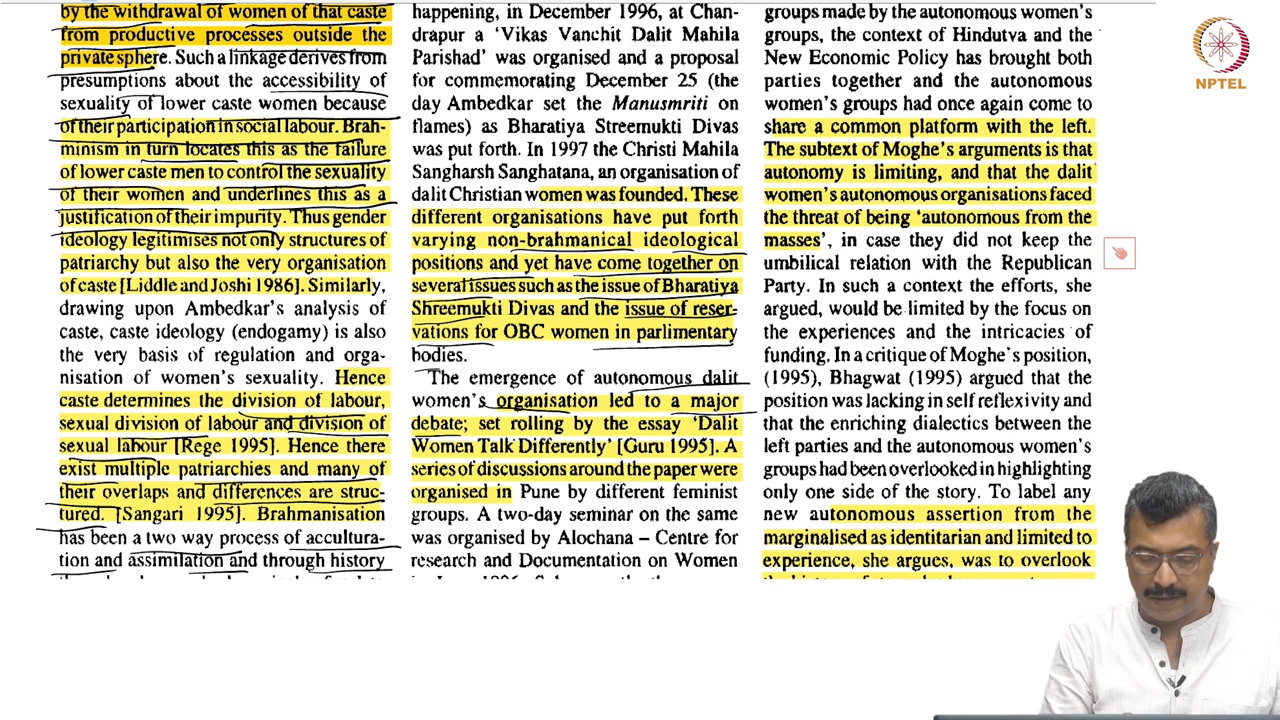 by the withdrawal of women of that caste
from productive processes outside the
private sphere. Such a linkage derives from
presumptions about the accessibility of
sexuality of lower caste women because
of their participation in social labour. Brah-
minism in turn locates this as the failure
of lower caste men to control the sexuality
of their women and underlines this as a
justification of their impurity. Thus gender
ideology legitimises not only structures of
patriarchy but also the very organisation
of caste [Liddle and Joshi 1986]. Similarly,
drawing upon Ambedkar's analysis of
caste, caste ideology (endogamy) is also
the very basis of regulation and orga-
nisation of women's sexuality. Hence
caste determines the division of labour,
sexual division of labour and division of
sexual labour [Rege 1995]. Hence there
exist multiple patriarchies and many of
their overlaps and differences are struc-
tured. [Sangari 1995]. Brahmanisation
has been a two way process of accultura-
tion and assimilation and through history
happening, in December 1996, at Chan-
drapur a 'Vikas Vanchit Dalit Mahila
Parishad' was organised and a proposal
for commemorating December 25 (the
day Ambedkar set the Manusmriti on
flames) as Bharatiya Streemukti Divas
was put forth. In 1997 the Christi Mahila
Sangharsh Sanghatana, an organisation of
dalit Christian women was founded. These
different organisations have put forth
varying non-brahmanical ideological
positions and yet have come together on
several issues such as the issue of Bharatiya
Shreemukti Divas and the issue of reser-
vations for OBC women in parlimentary
bodies.
The emergence of autonomous dalit
women's organisation led to a major
debate; set rolling by the essay 'Dalit
Women Talk Differently' [Guru 1995]. A
series of discussions around the paper were
organised in Pune by different feminist
groups. A two-day seminar on the same
was organised by Alochana – Centre for
research and Documentation on Women
groups made by the autonomous women's
groups, the context of Hindutva and the
New Economic Policy has brought both
parties together and the autonomous
women's groups had once again come to
share a common platform with the left.
The subtext of Moghe's arguments is that
autonomy is limiting, and that the dalit
women's autonomous organisations faced
the threat of being 'autonomous from the
masses', in case they did not keep the
umbilical relation with the Republican
Party. In such a context the efforts, she
argued, would be limited by the focus on
the experiences and the intricacies of
funding. In a critique of Moghe's position,
(1995), Bhagwat (1995) argued that the
position was lacking in self reflexivity and
that the enriching dialectics between the
left parties and the autonomous women's
groups had been overlooked in highlighting
only one side of the story. To label any
new autonomous assertion from the
marginalised as identitarian and limited to
experience, she argues, was to overlook
NPTEL